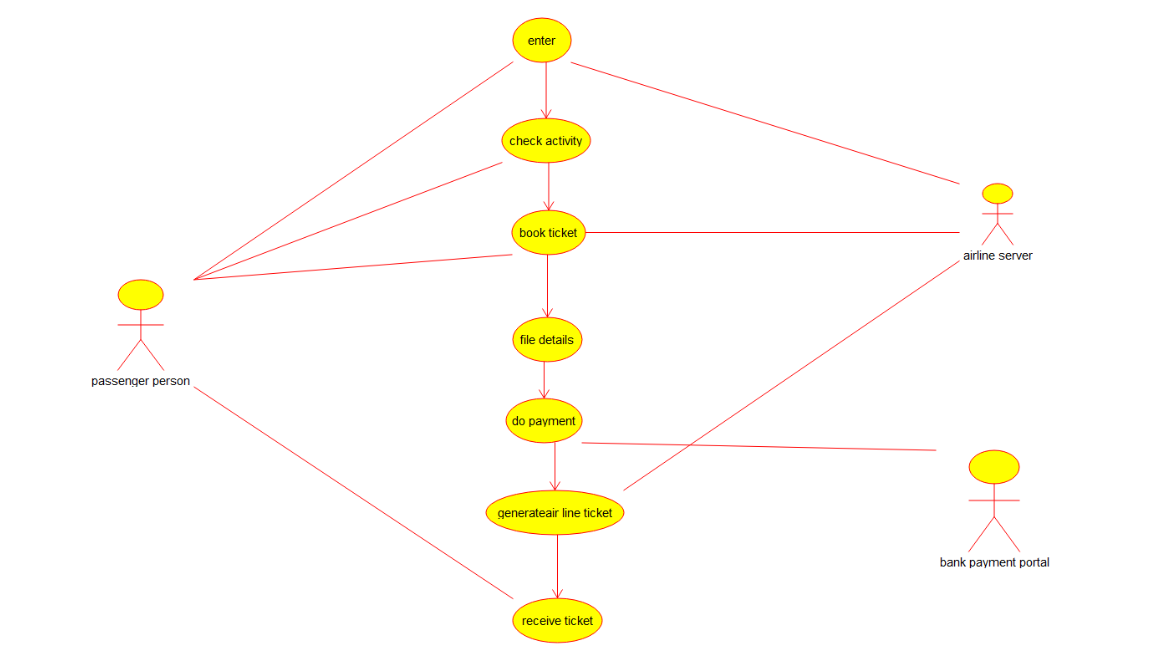 enter
check activity
book ticket
airline server
file details
passenger person
do payment
generateair line ticket
bank payment portal
receive ticket